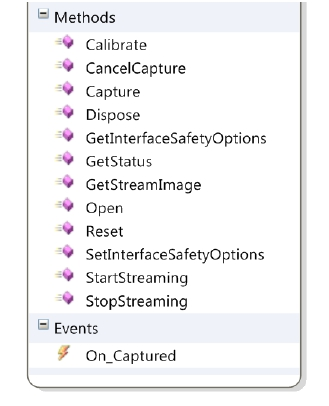 Methods
Calibrate
CancelCapture
Capture
Dispose
GetInterfaceSafetyOptions
GetStatus
GetStreamImage
Open
Reset
SetInterfaceSafetyOptions
StartStreaming
StopStreaming
Events
On_Captured